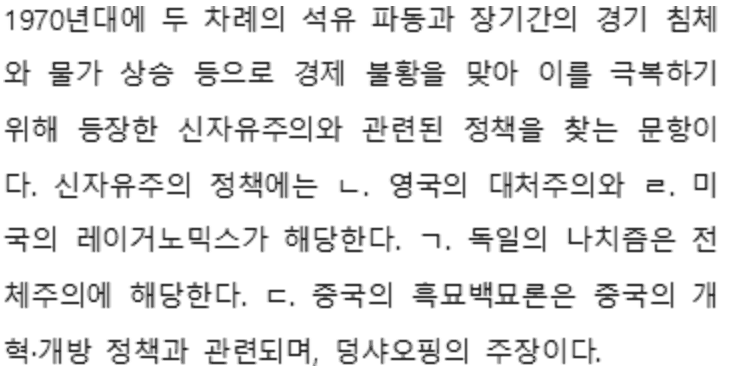 1970년대에 두 차례의 석유 파동과 장기간의 경기 침체
와 물가 상승 등으로 경제 불황을 맞아 이를 극복하기
위해 등장한 신자유주의와 관련된 정책을 찾는 문항이
다. 신자유주의 정책에는 ㄴ. 영국의 대처주의와 ㄹ. 미
국의 레이거노믹스가 해당한다. ㄱ. 독일의 나치즘은 전
체주의에 해당한다. ㄷ. 중국의 흑묘백묘론은 중국의 개
혁·개방 정책과 관련되며, 덩샤오핑의 주장이다.